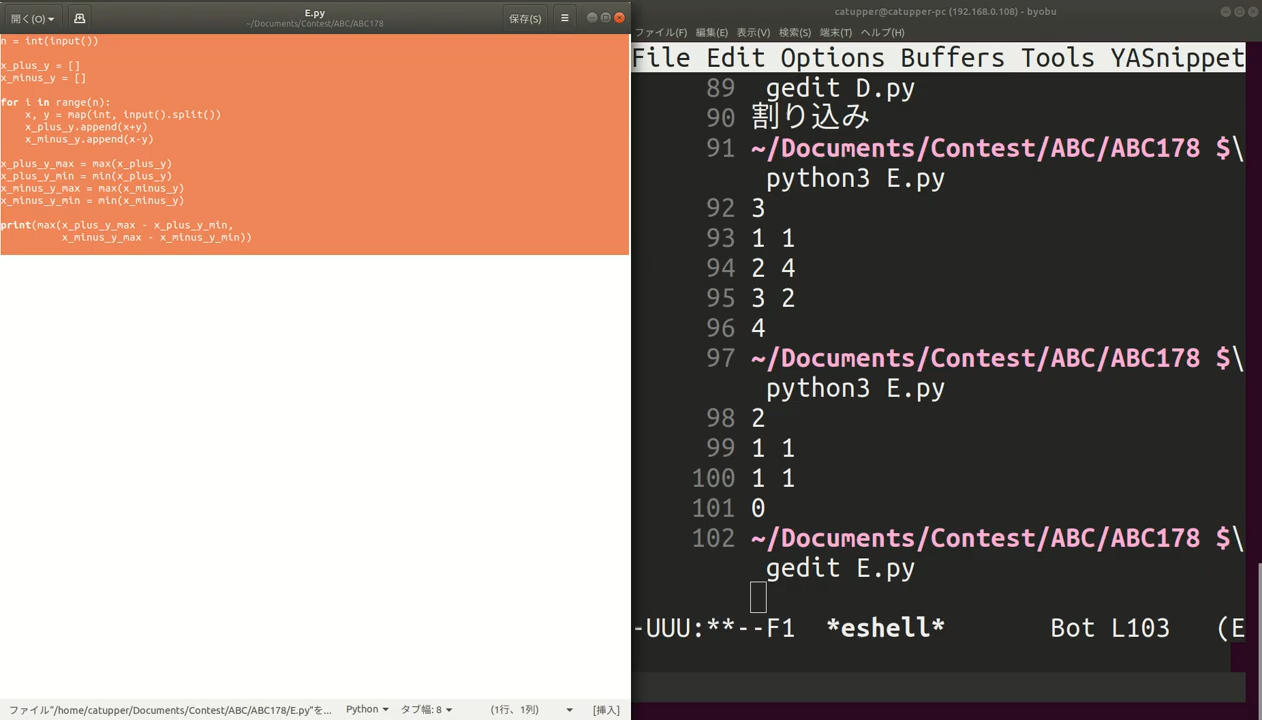 開く(O)
E.py
~/Documents/Contest/ABC/ABC178
保存(S)
n = int(input())
x_plus_y = []
x_minus_y = []
for i in range(n):
x, y = map(int, input().split())
x_plus_y.append(x+y)
x_minus_y.append(x-y)
x_plus_y_max = max(x_plus_y)
x_plus_y_min = min(x_plus_y)
x_minus_y_max = max(x_minus_y)
x_minus_y_min = min(x_minus_y)
print(max(x_plus_y_max - x_plus_y_min,
x_minus_y_max - x_minus_y_min))
ファイル"/home/catupper/Documents/Contest/ABC/ABC178/E.py"を...
Python
タブ幅: 8
(1行、1列)
[挿入]
catupper@catupper-pc (192.168.0.108) - byobu
ファイル(F) 編集(E) 表示(V) 検索(S) 端末(T) ヘルプ(H)
File Edit Options Buffers Tools YASnippet
89 gedit D.py
90 割り込み
91 ~/Documents/Contest/ABC/ABC178 $\
python3 E.py
92 3
93 1 1
94 2 4
95 3 2
96 4
97 ~/Documents/Contest/ABC/ABC178 $\
python3 E.py
98 2
99 1 1
100 1 1
101 0
102 ~/Documents/Contest/ABC/ABC178 $\
gedit E.py
-UUU:**--F1 *eshell* Bot L103 (E